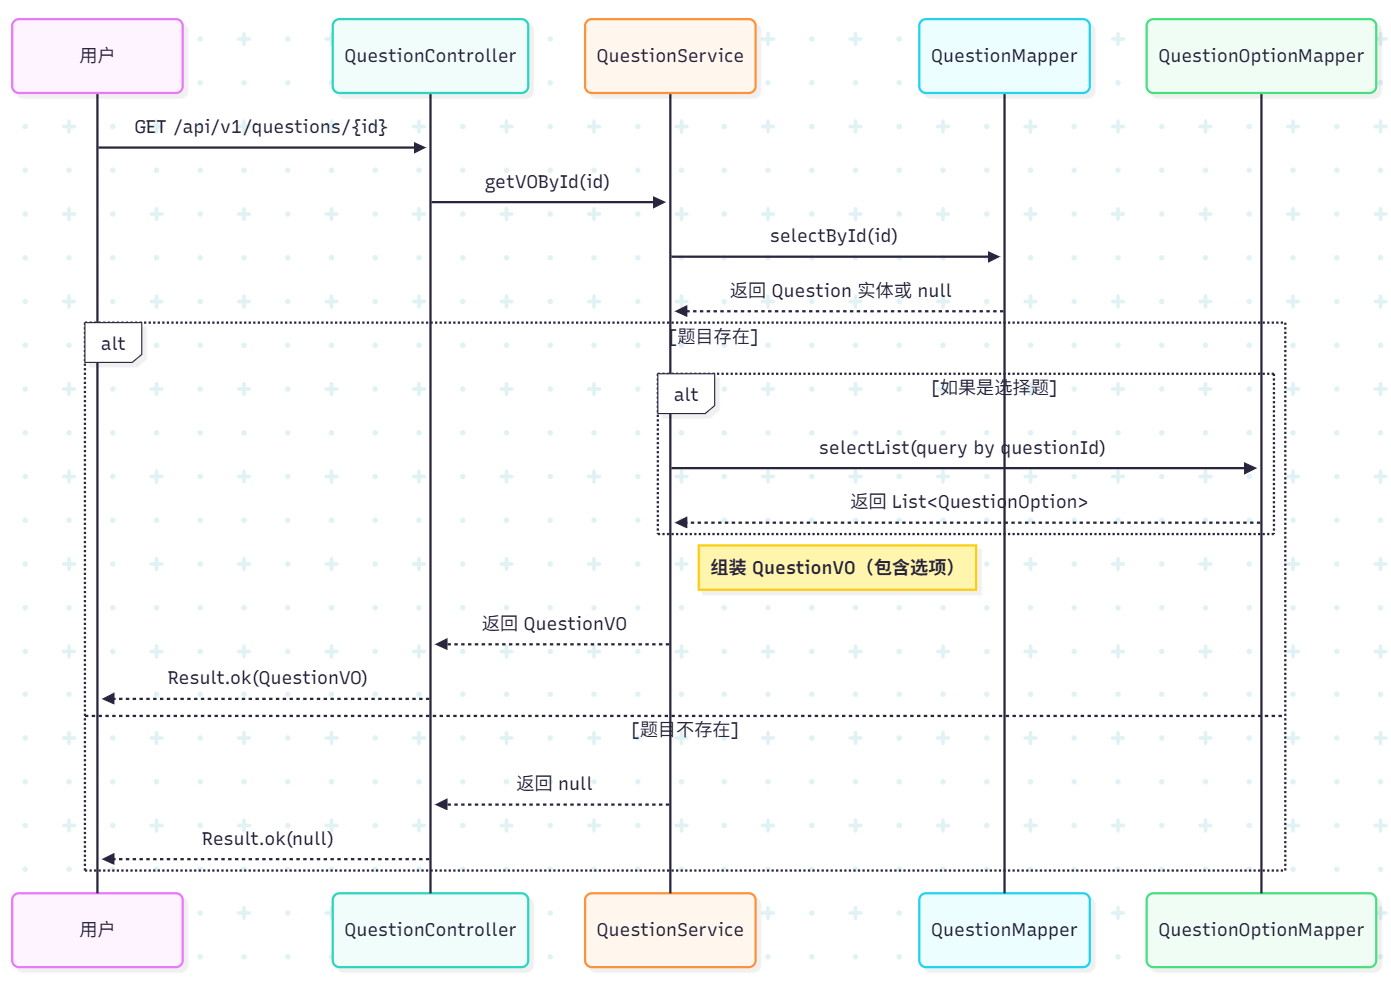 用户
QuestionController
QuestionService
QuestionMapper
QuestionOptionMapper
GET /api/v1/questions/{id}
getVOById(id)
selectById(id)
返回 Question 实体或 null
alt
[题目存在]
alt
[如果是选择题]
selectList(query by questionId)
返回 List<QuestionOption>
组装 QuestionVO（包含选项）
返回 QuestionVO
Result.ok(QuestionVO)
[题目不存在]
返回 null
Result.ok(null)
用户
QuestionController
QuestionService
QuestionMapper
QuestionOptionMapper